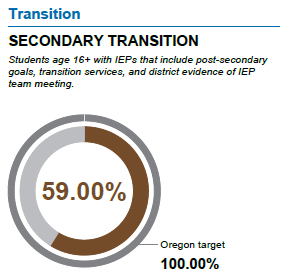 Transition
SECONDARY TRANSITION
Students age 16+ with IEPs that include post-secondary
goals, transition services, and district evidence of IEP
team meeting.
59.00%
Oregon target
100.00%